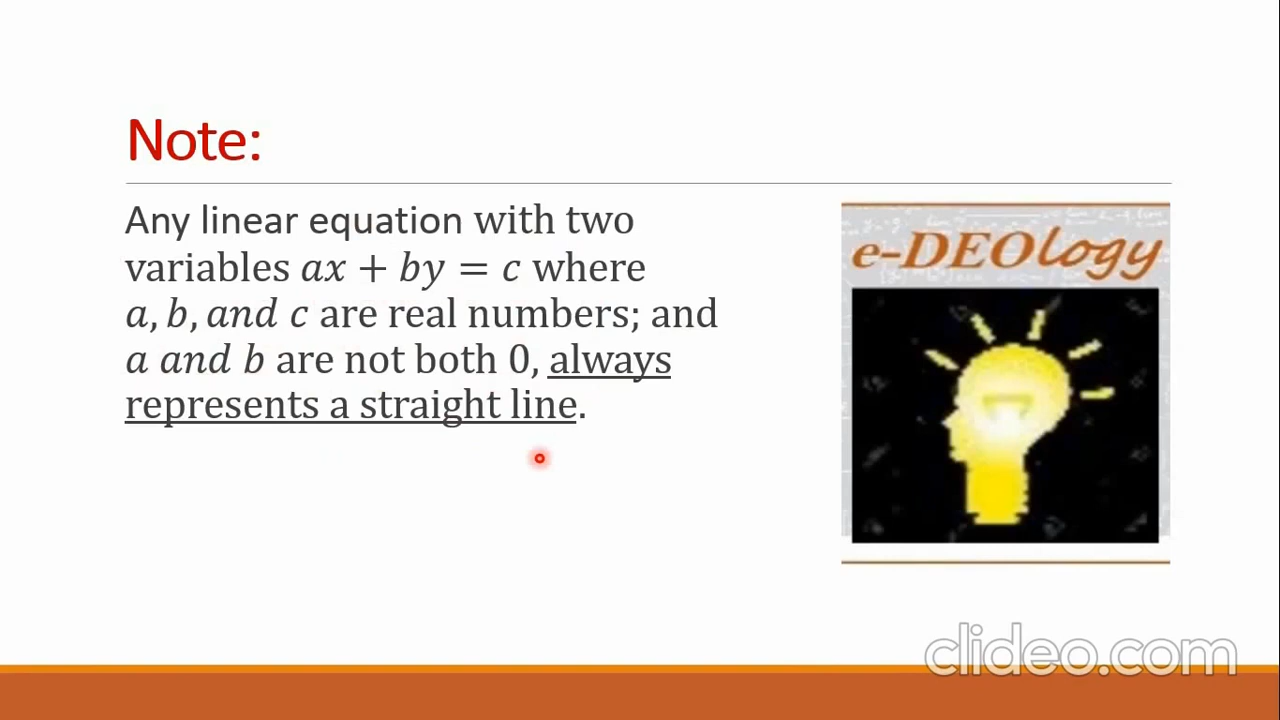 Note:
Any linear equation with two
variables ax + by = c where
a, b, and c are real numbers; and
a and b are not both 0, always
represents a straight line.
e-DEOlogy
clideo.com